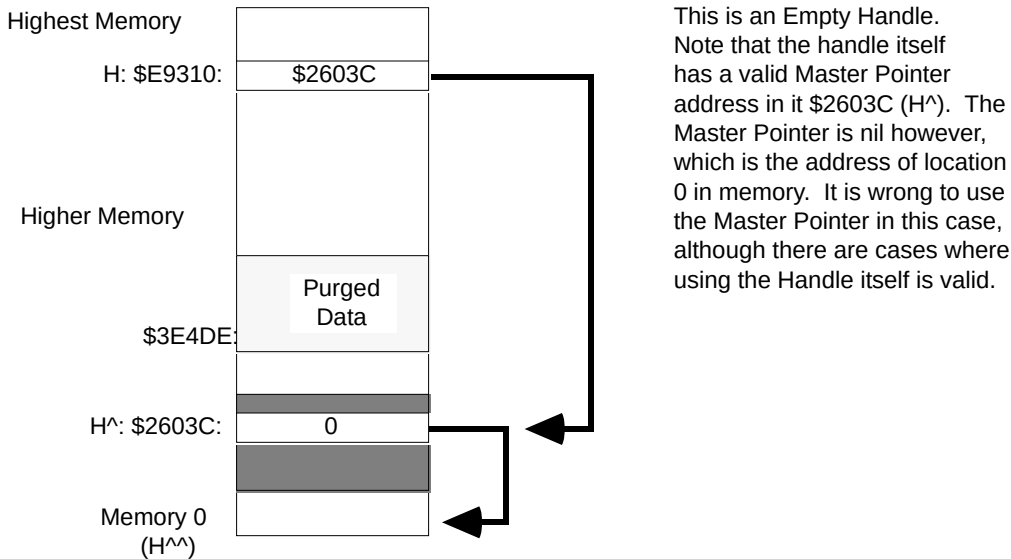 Highest Memory
H: $E9310:
$2603C
Higher Memory
Purged
Data
$3E4DE:
H^: $2603C:
0
Memory 0
(H^^)
This is an Empty Handle.
Note that the handle itself
has a valid Master Pointer
address in it $2603C (H^).  The
Master Pointer is nil however,
which is the address of location
0 in memory.  It is wrong to use
the Master Pointer in this case,
although there are cases where
using the Handle itself is valid.